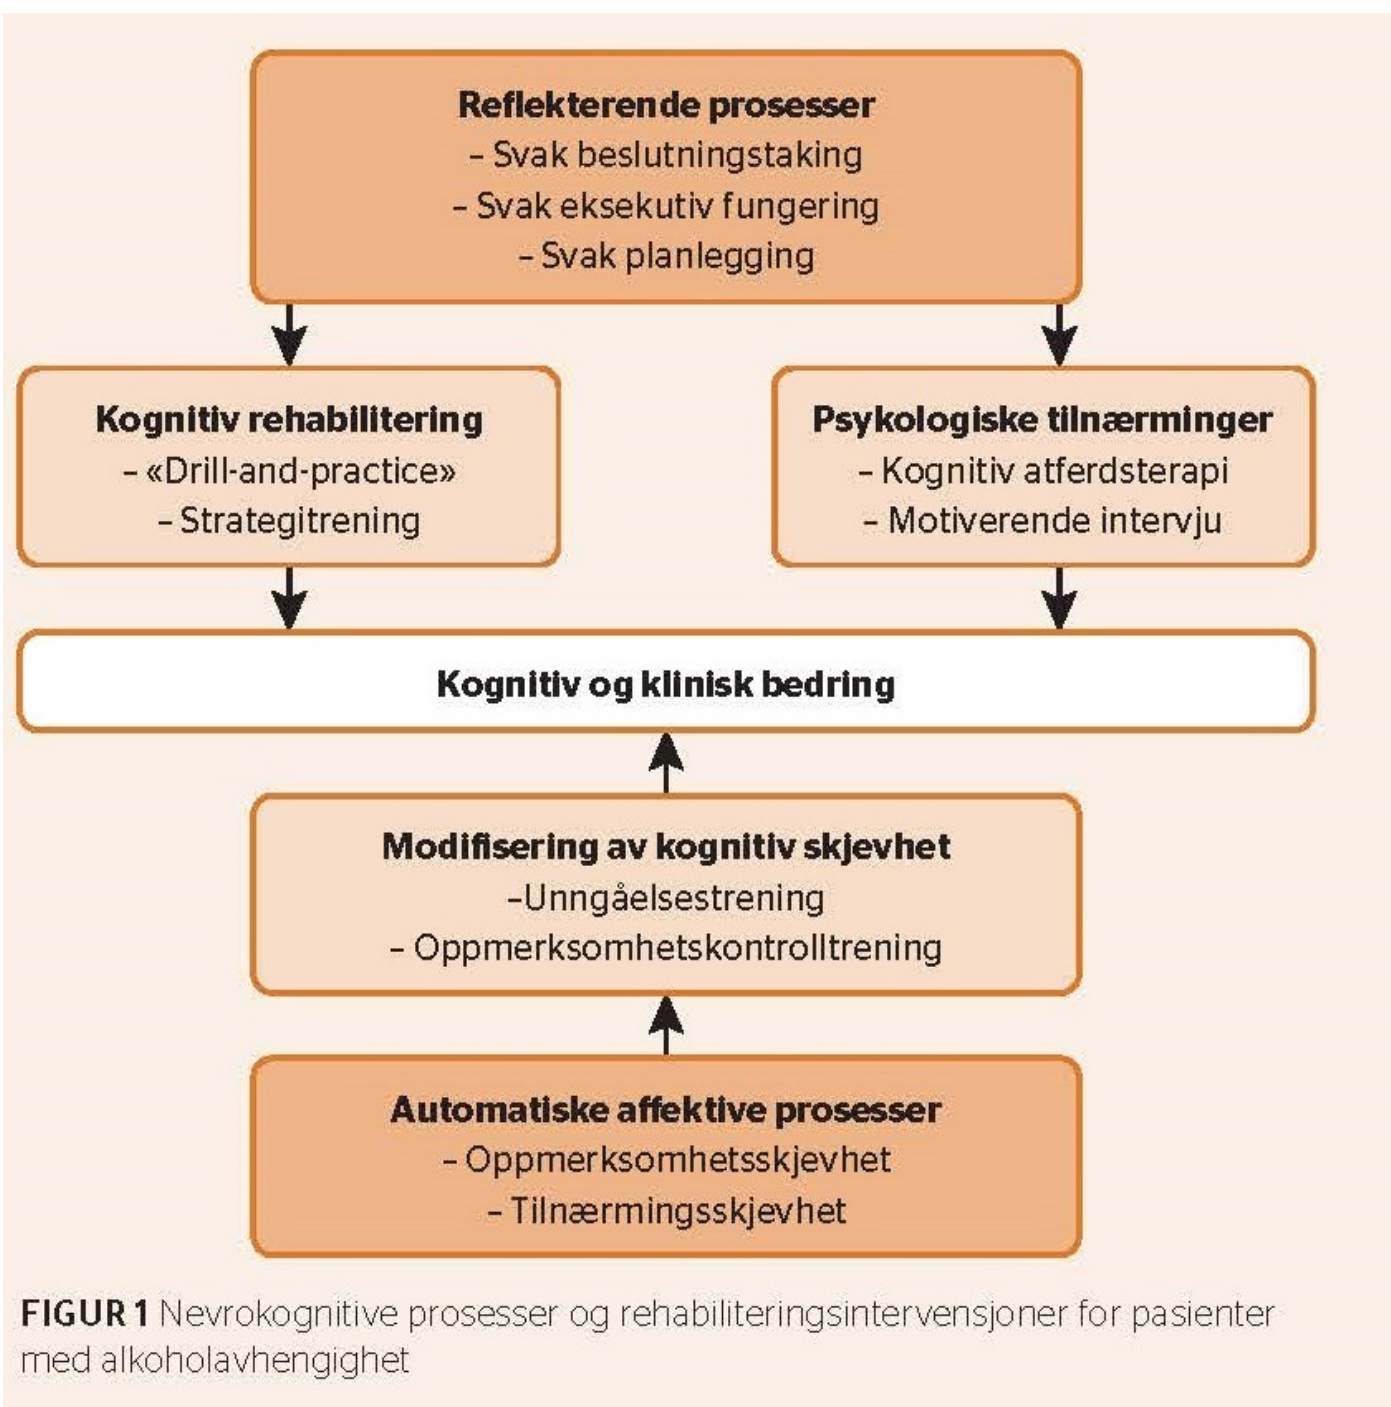 Reflekterende prosesser
– Svak beslutningstaking
– Svak eksekutiv fungering
– Svak planlegging
Kognitiv rehabilitering
– «Drill-and-practice»
– Strategitrening
Psykologiske tilnærminger
– Kognitiv atferdsterapi
– Motiverende intervju
Kognitiv og klinisk bedring
Modifisering av kognitiv skjevhet
–Unngåelsestrening
– Oppmerksomhetskontrolltrening
Automatiske affektive prosesser
– Oppmerksomhetsskjevhet
– Tilnærmingsskjevhet
FIGUR 1 Nevrokognitive prosesser og rehabiliteringsintervensjoner for pasienter
med alkoholavhengighet